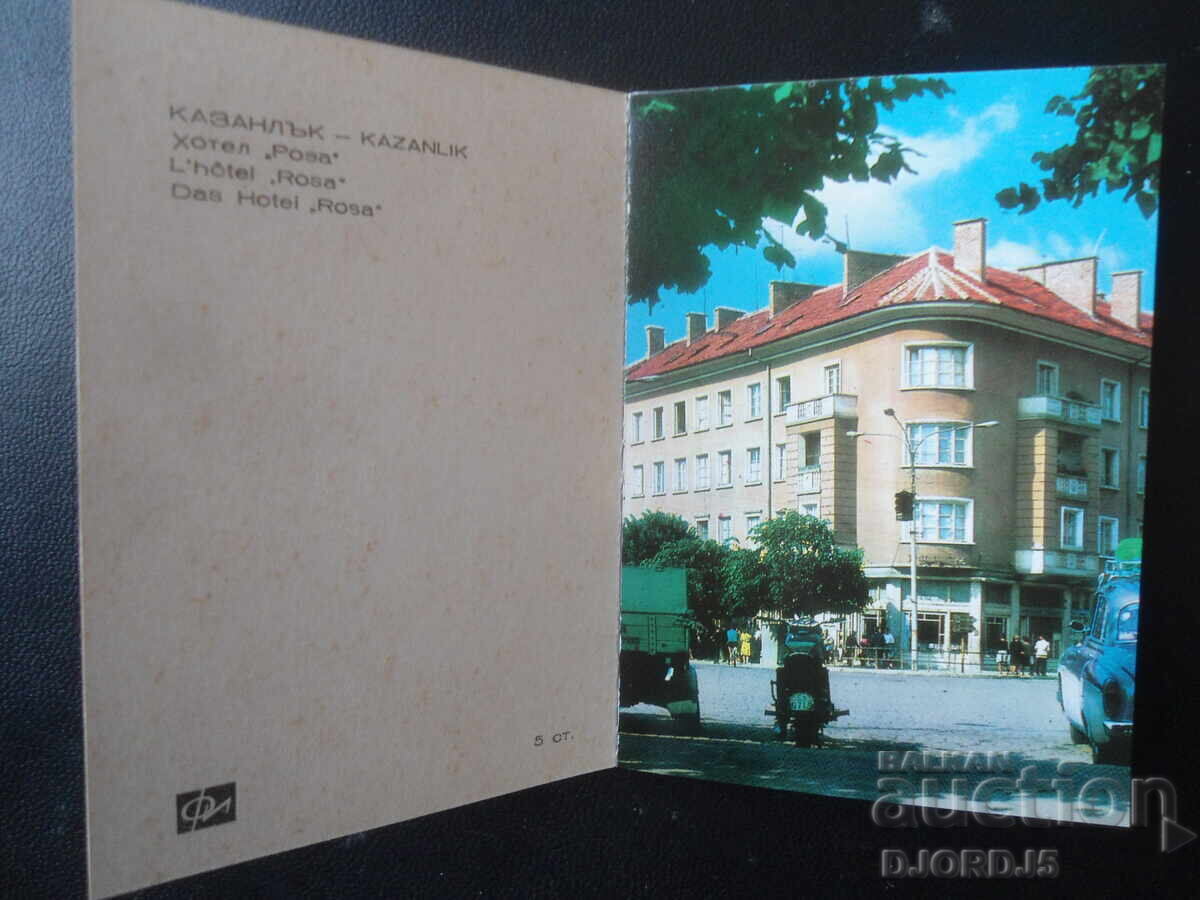 КАЗАНЛЪК – KAZANLIK
Хотел „Роза“
L'hôtel „Rosa“
Das Hotel „Rosa“
5 ст.
ФИ
BALKAN
auction
DJORDJ5